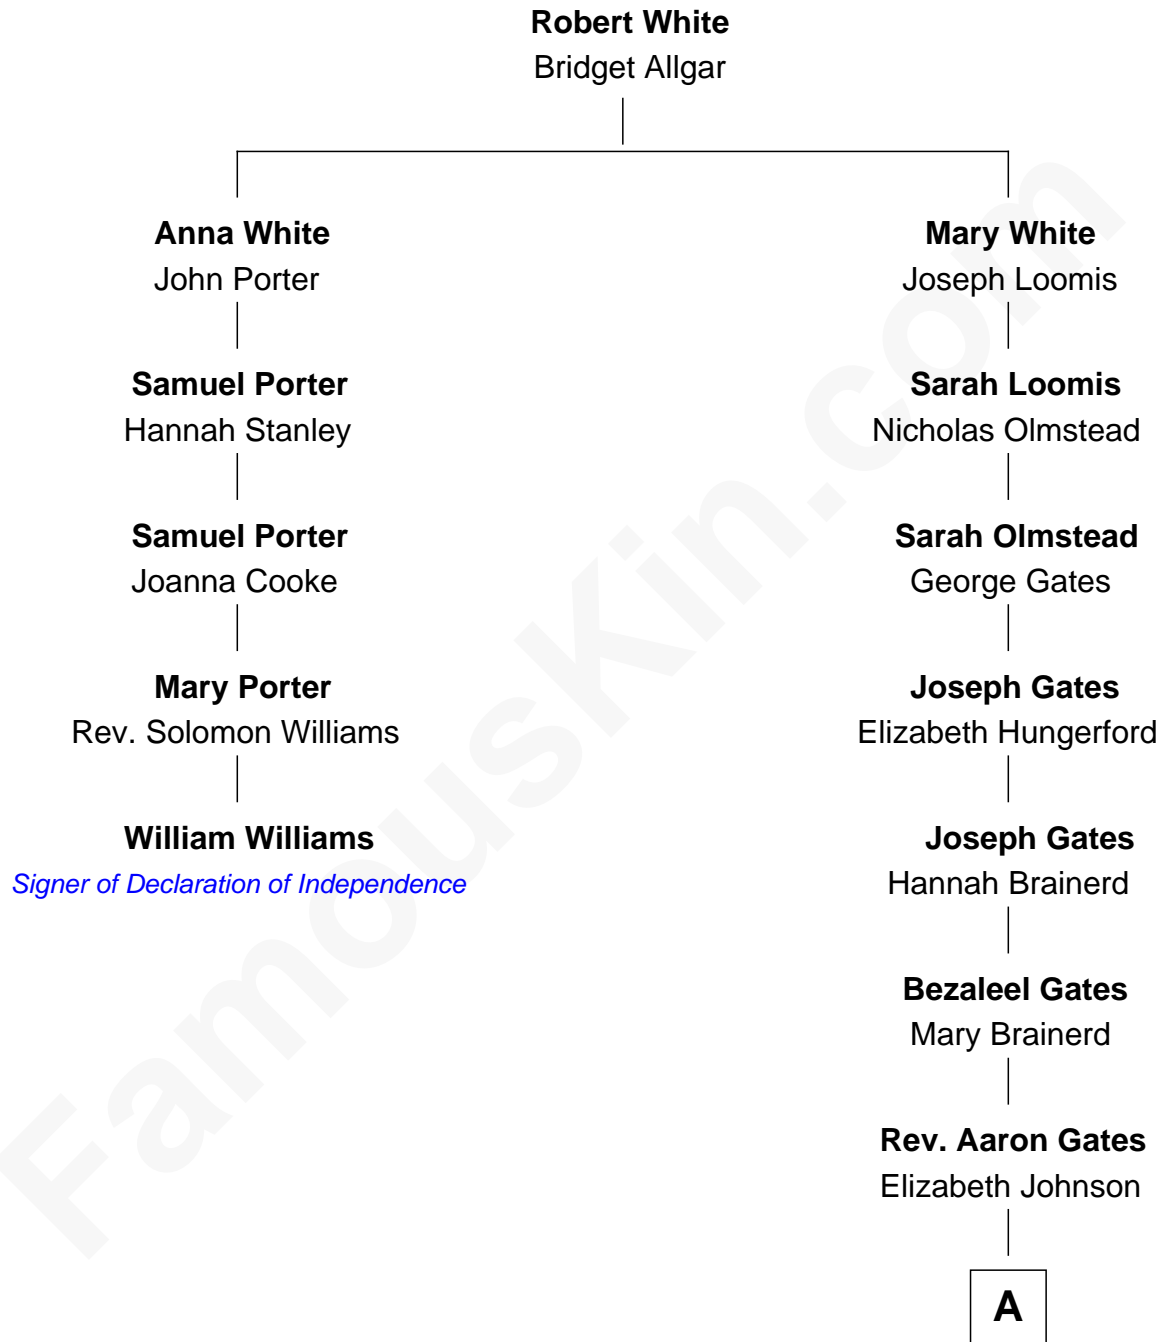 Robert White
Bridget Allgar
Anna White
John Porter
Samuel Porter
Hannah Stanley
Samuel Porter
Joanna Cooke
Mary Porter
Rev. Solomon Williams
William Williams
Signer of Declaration of Independence
Mary White
Joseph Loomis
Sarah Loomis
Nicholas Olmstead
Sarah Olmstead
George Gates
Joseph Gates
Elizabeth Hungerford
Joseph Gates
Hannah Brainerd
Bezaleel Gates
Mary Brainerd
Rev. Aaron Gates
Elizabeth Johnson
A
FamousKin.com